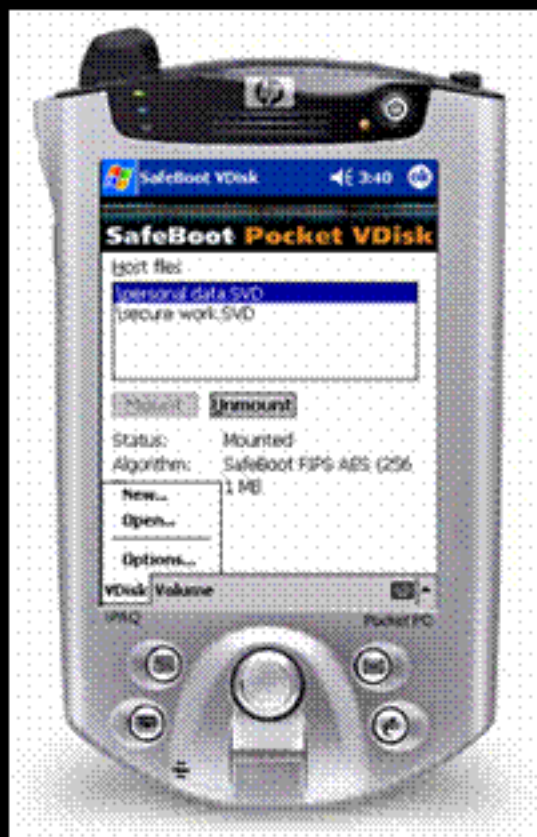 hp
SafeBoot VDisk 3:40 ok
SafeBoot Pocket VDisk
Host files
\personal data.SVD
\secure work.SVD
Mount Unmount
Status: Mounted
Algorithm: SafeBoot FIPS AES (256
1 MB
New...
Open...
Options...
VDisk Volume
iPAQ Pocket PC